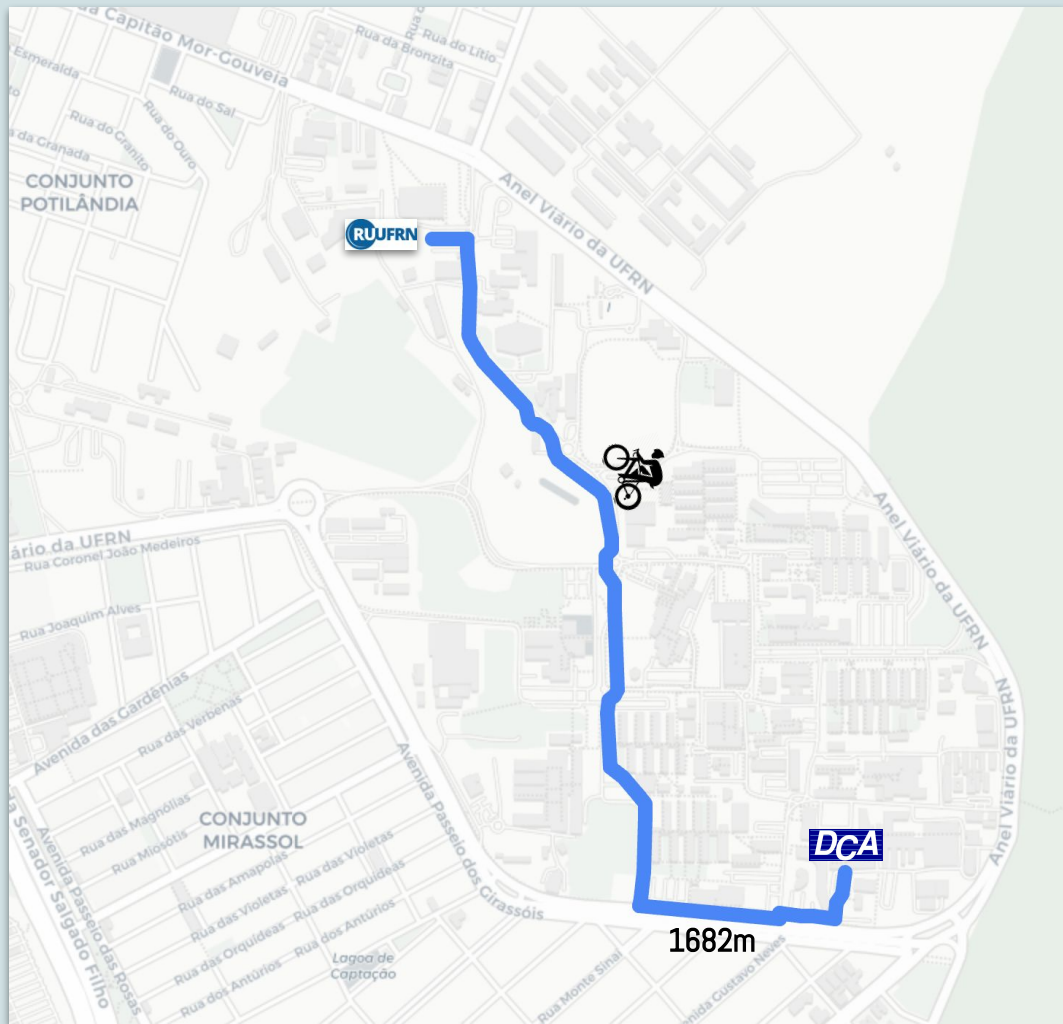 da Capitão Mor-Gouveia
Rua da Bronzita
Rua do Lítio
Esmeralda
Rua do Sal
Rua do Ouro
Rua do Granito
a da Granada
CONJUNTO
POTILÂNDIA
Anel Viário da UFRN
RUUFRN
Anel Viário da UFRN
ário da UFRN
Rua Coronel João Medeiros
Rua Joaquim Alves
Avenida das Gardênias
Rua das Verbenas
Anel Viário da UFRN
Avenida Passeio dos Girassóis
Rua das Magnólias
Rua Miosótis
CONJUNTO
MIRASSOL
DCA
a Senador Salgado Filho
Avenida Passeio das Rosas
Rua das Amapolas
Rua das Violetas
Rua das Violetas
Rua das Orquídeas
Rua das Orquídeas
Rua dos Antúrios
Rua dos Antúrios
1682m
Lagoa de
Captação
Rua Monte Sinai
enida Gustavo Neves